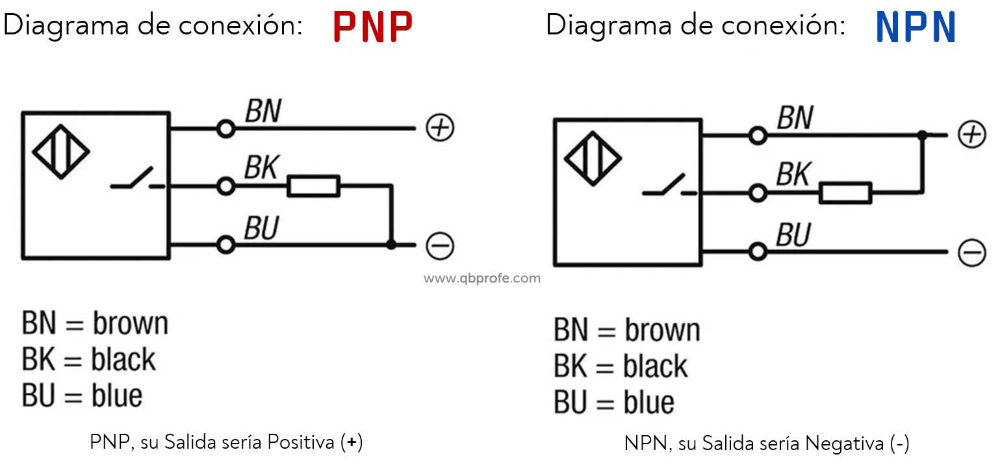 Diagrama de conexión: PNP
BN
+
BK
BU
−
BN = brown
BK = black
BU = blue
PNP, su Salida sería Positiva (+)
www.qbprofe.com
Diagrama de conexión: NPN
BN
+
BK
BU
−
BN = brown
BK = black
BU = blue
NPN, su Salida sería Negativa (-)